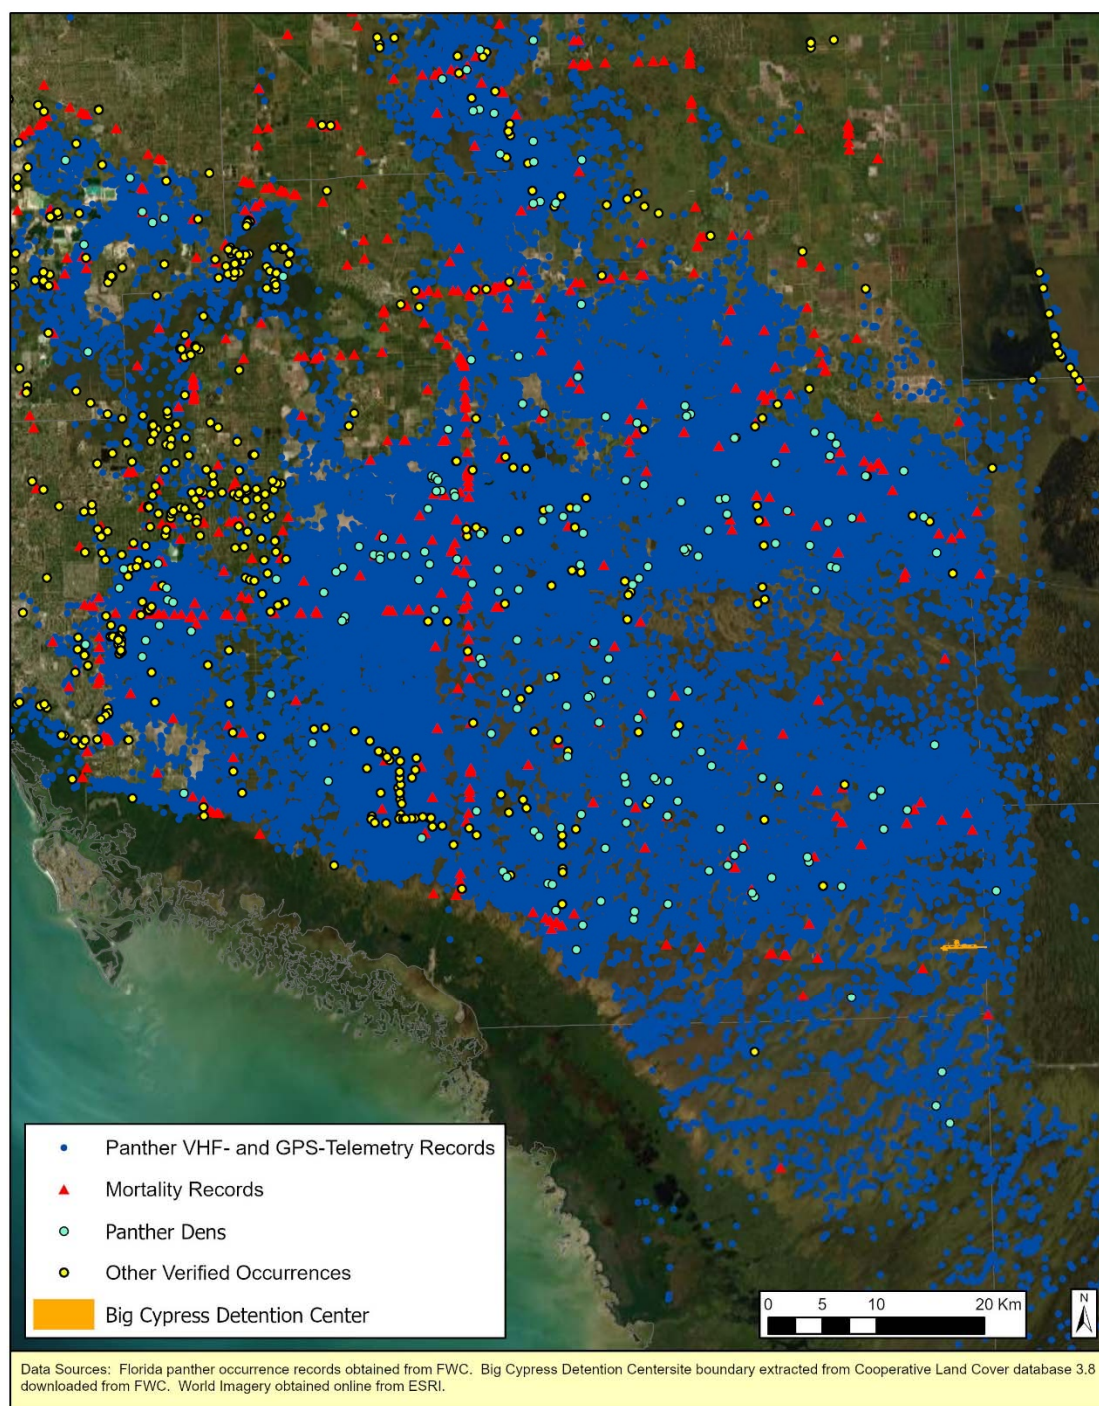 Panther VHF- and GPS-Telemetry Records
Mortality Records
Panther Dens
Other Verified Occurrences
Big Cypress Detention Center
0 5 10 20 Km
N
Data Sources: Florida panther occurrence records obtained from FWC. Big Cypress Detention Centersite boundary extracted from Cooperative Land Cover database 3.8
downloaded from FWC. World Imagery obtained online from ESRI.